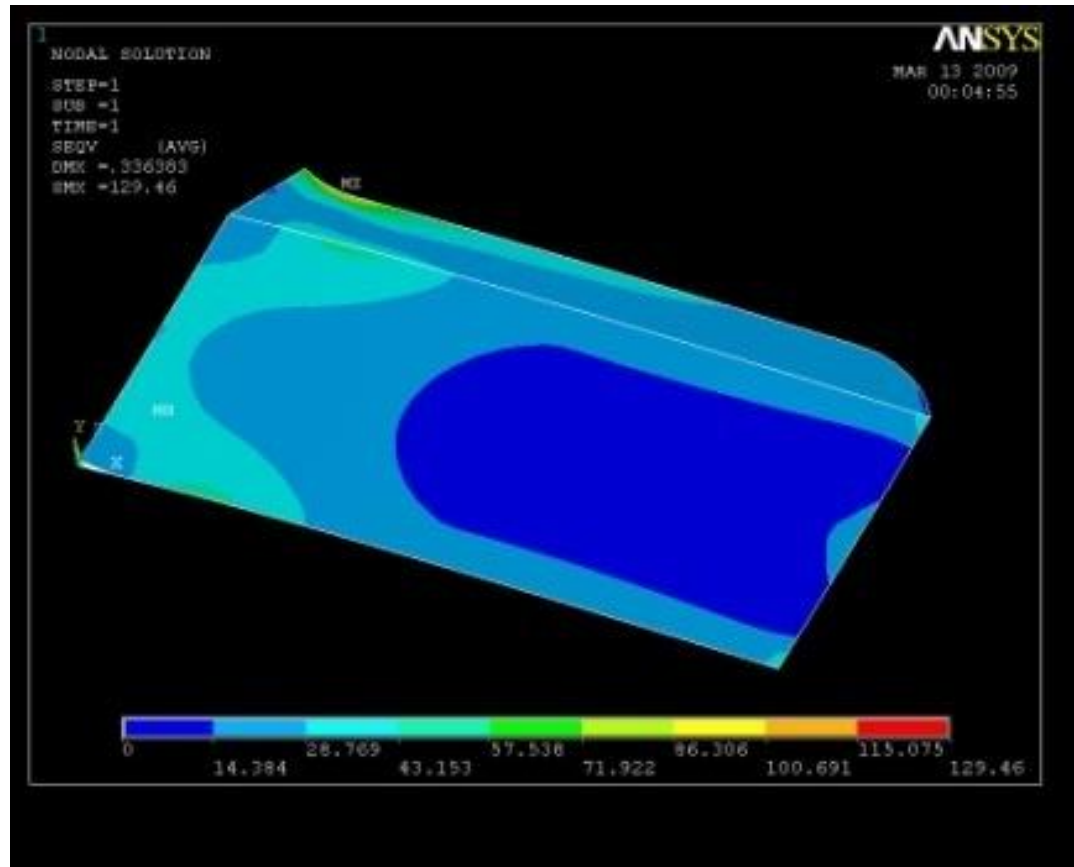 1
NODAL SOLUTION
STEP=1
SUB =1
TIME=1
SEQV (AVG)
DMX =.336383
SMX =129.46
ANSYS
MAR 13 2009
00:04:55
MX
MN
Y
X
0
14.384
28.769
43.153
57.538
71.922
86.306
100.691
115.075
129.46